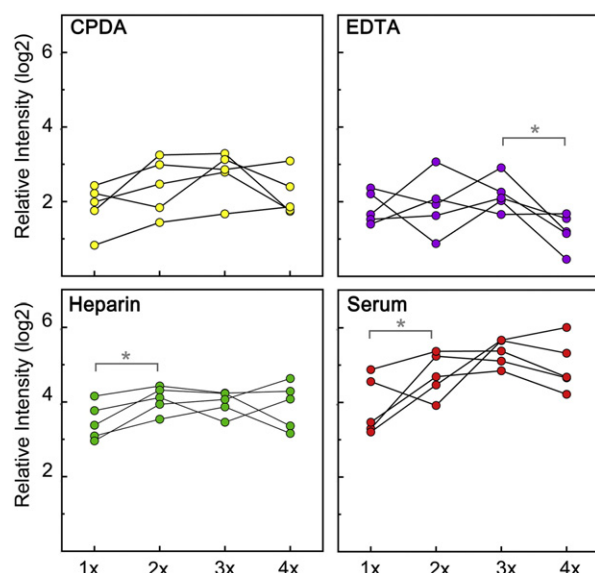 CPDA
EDTA
Relative Intensity (log2)
6
4
2
*
Heparin
Serum
Relative Intensity (log2)
6
4
2
*
*
1x 2x 3x 4x
1x 2x 3x 4x